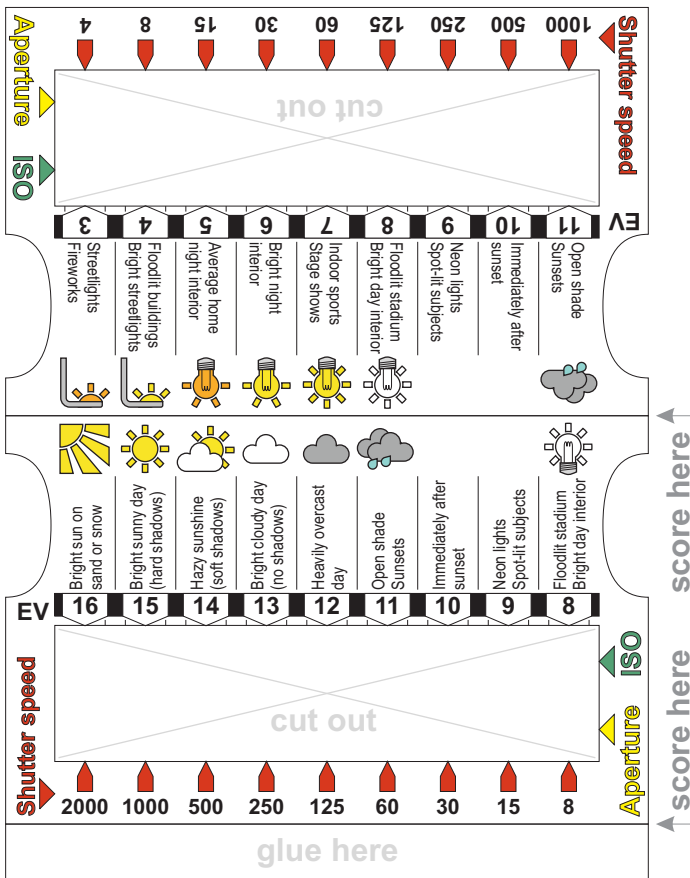 4 8 15 30 60 125 250 500 1000
Shutter speed
Aperture
ISO
cut out
EV
3 4 5 6 7 8 9 10 11
Streetlights
Fireworks
Floodlit buildings
Bright streetlights
Average home
night interior
Bright night
interior
Indoor sports
Stage shows
Floodlit stadium
Bright day interior
Neon lights
Spot-lit subjects
Immediately after
sunset
Open shade
Sunsets
score here
Bright sun on
sand or snow
Bright sunny day
(hard shadows)
Hazy sunshine
(soft shadows)
Bright cloudy day
(no shadows)
Heavily overcast
day
Open shade
Sunsets
Immediately after
sunset
Neon lights
Spot-lit subjects
Floodlit stadium
Bright day interior
EV
16 15 14 13 12 11 10 9 8
ISO
Aperture
Shutter speed
cut out
2000 1000 500 250 125 60 30 15 8
score here
glue here